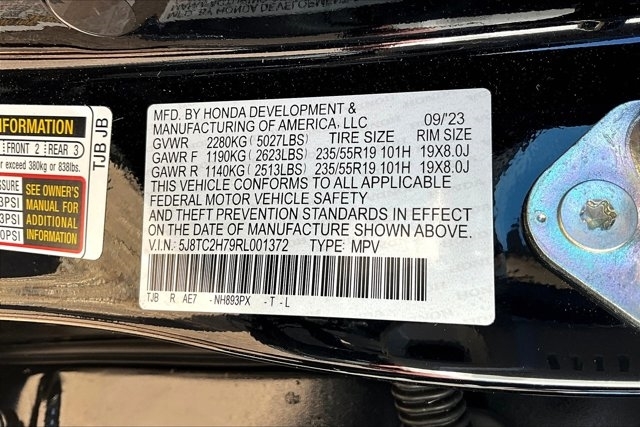 INFORMATION
FRONT 2 REAR 3
or exceed 380kg or 838lbs.
SEE OWNER'S
MANUAL FOR
ADDITIONAL
INFORMATION
TJB JB
MFD. BY HONDA DEVELOPMENT &
MANUFACTURING OF AMERICA, LLC 09/'23
GVWR 2280KG(5027LBS) TIRE SIZE RIM SIZE
GAWR F 1190KG(2623LBS) 235/55R19 101H 19X8.0J
GAWR R 1140KG(2513LBS) 235/55R19 101H 19X8.0J
THIS VEHICLE CONFORMS TO ALL APPLICABLE
FEDERAL MOTOR VEHICLE SAFETY
AND THEFT PREVENTION STANDARDS IN EFFECT
ON THE DATE OF MANUFACTURE SHOWN ABOVE.
V.I.N.: 5J8TC2H79RL001372 TYPE: MPV
TJB R AE7 -NH893PX -T-L